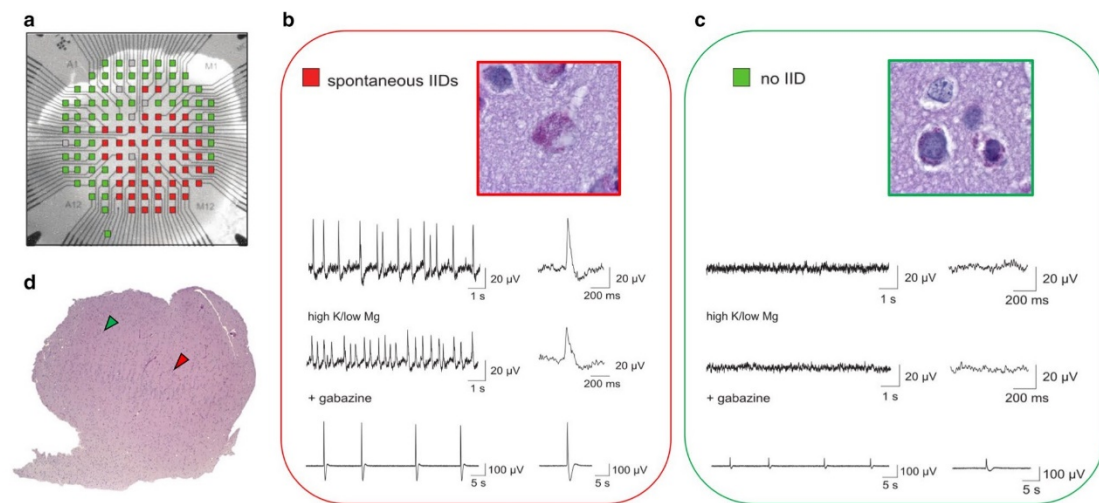 a
A1
M1
A12
M12
b
spontaneous IIDs
20 µV
1 s
20 µV
200 ms
high K/low Mg
20 µV
1 s
20 µV
200 ms
+ gabazine
100 µV
5 s
100 µV
5 s
c
no IID
20 µV
1 s
20 µV
200 ms
high K/low Mg
20 µV
1 s
20 µV
200 ms
+ gabazine
100 µV
5 s
100 µV
5 s
d